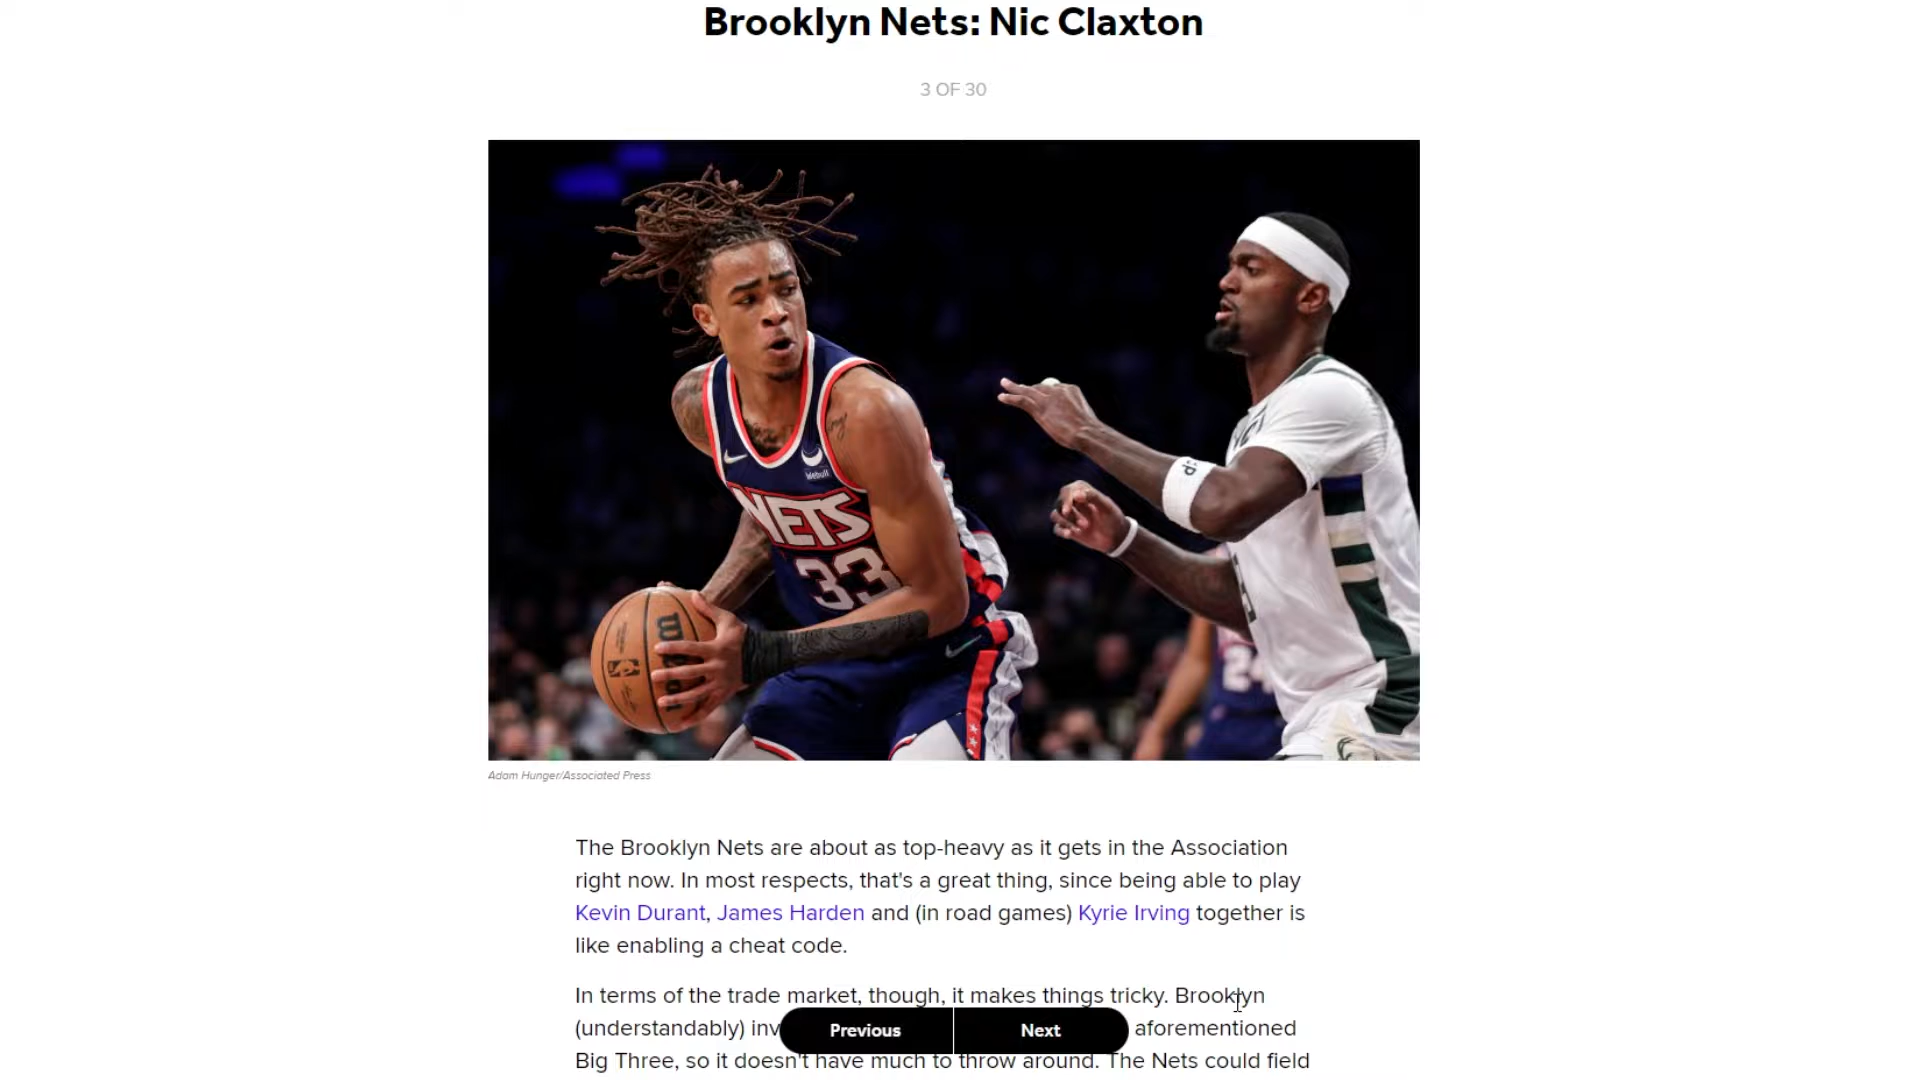 Brooklyn Nets: Nic Claxton
3 OF 30
webull
NETS
33
24
Adam Hunger/Associated Press
The Brooklyn Nets are about as top-heavy as it gets in the Association
right now. In most respects, that's a great thing, since being able to play
Kevin Durant, James Harden and (in road games) Kyrie Irving together is
like enabling a cheat code.
In terms of the trade market, though, it makes things tricky. Brooklyn
(understandably) inv
Previous
Next
aforementioned
Big Three, so it doesn't have much to throw around. The Nets could field